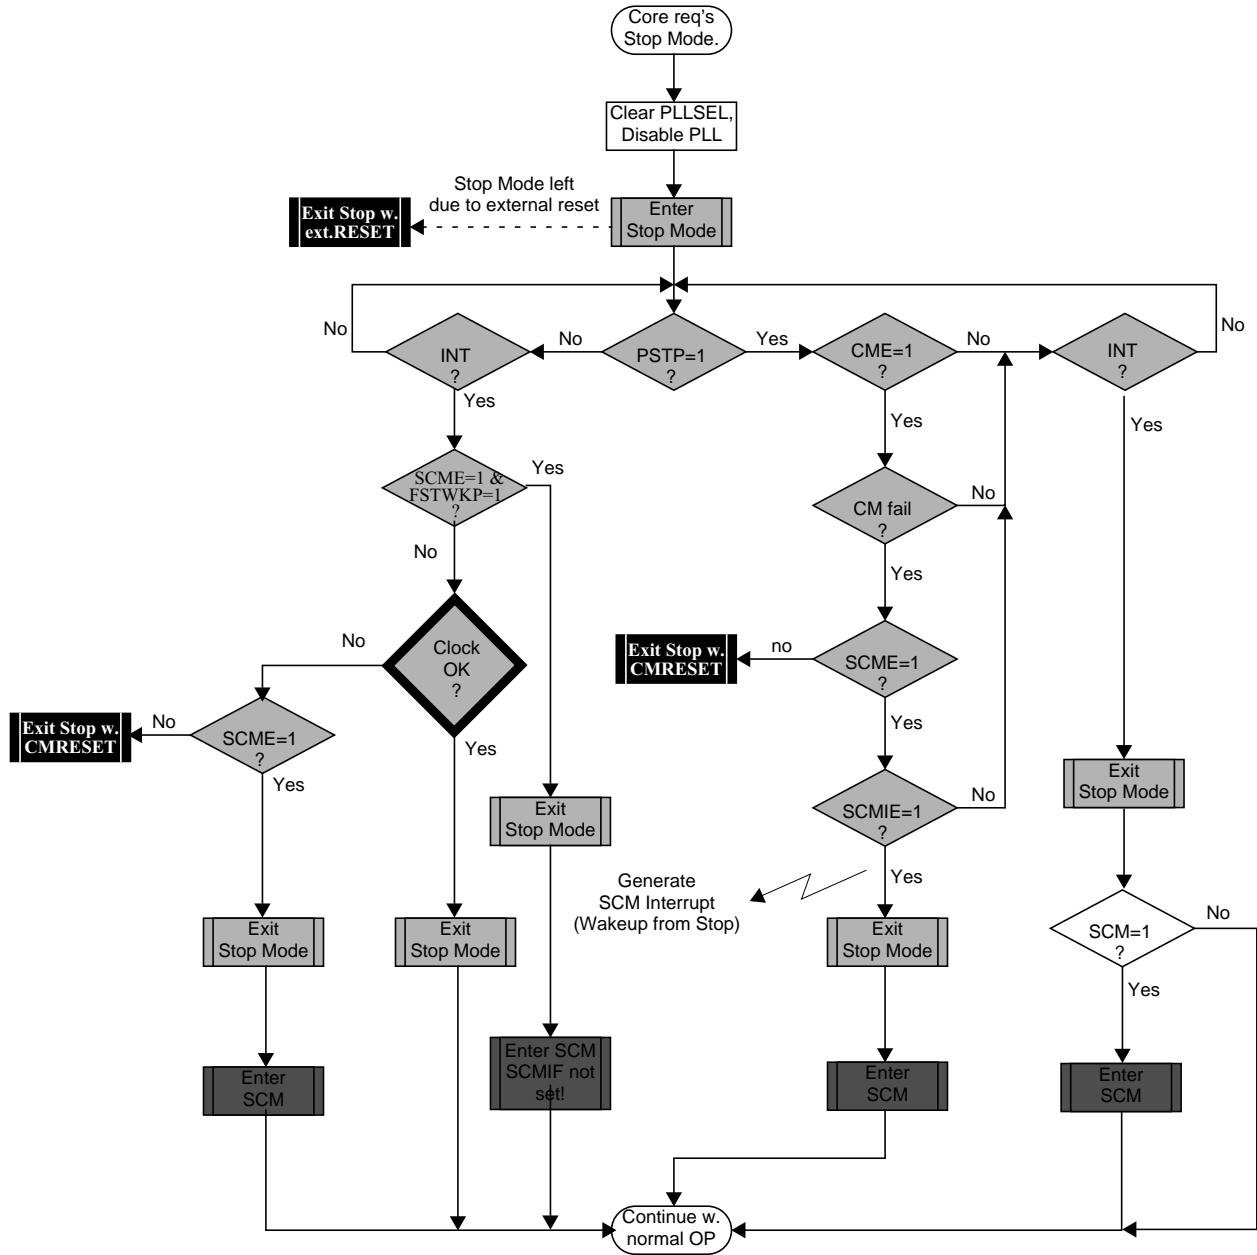 Core req's
Stop Mode.
Clear PLLSEL,
Disable PLL
Stop Mode left
due to external reset
Exit Stop w.
ext.RESET
Enter
Stop Mode
No
INT
?
No
PSTP=1
?
Yes
CME=1
?
No
INT
?
No
Yes
Yes
Yes
SCME=1 &
FSTWKP=1
?
Yes
CM fail
?
No
No
Yes
No
Clock
OK
?
Exit Stop w.
CMRESET
no
SCME=1
?
Exit Stop w.
CMRESET
No
SCME=1
?
Yes
Yes
Yes
Exit
Stop Mode
SCMIE=1
?
No
Exit
Stop Mode
Generate
SCM Interrupt
(Wakeup from Stop)
Yes
Exit
Stop Mode
Exit
Stop Mode
Exit
Stop Mode
SCM=1
?
No
Yes
Enter
SCM
Enter SCM
SCMIF not
set!
Enter
SCM
Enter
SCM
Continue w.
normal OP